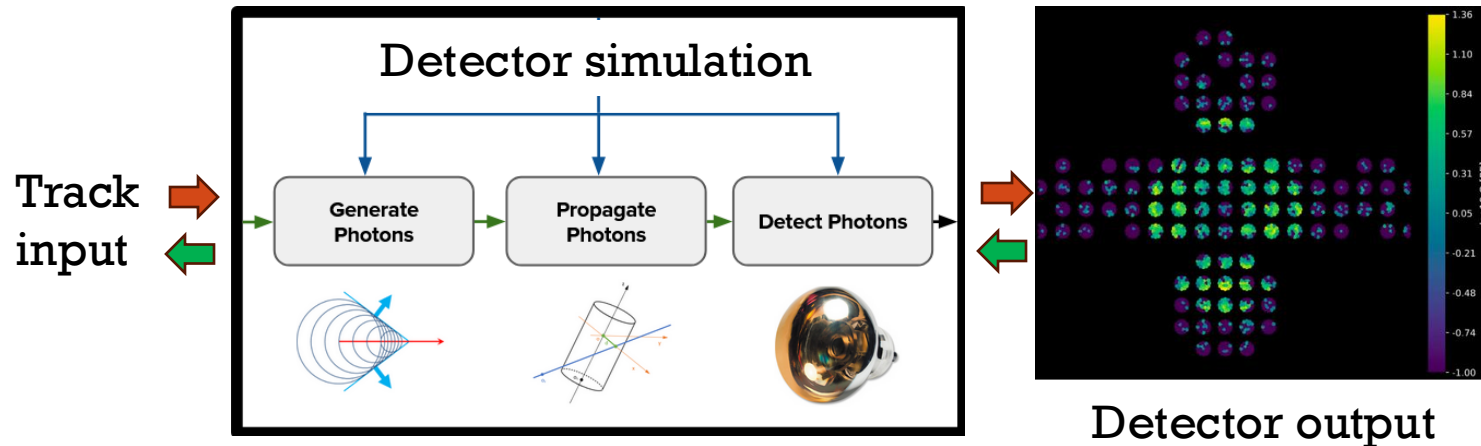 Detector simulation
Track
input
Generate
Photons
Propagate
Photons
Detect Photons
1.36
1.10
0.84
0.57
0.31
0.05
-0.21
-0.48
-0.74
-1.00
Detector output